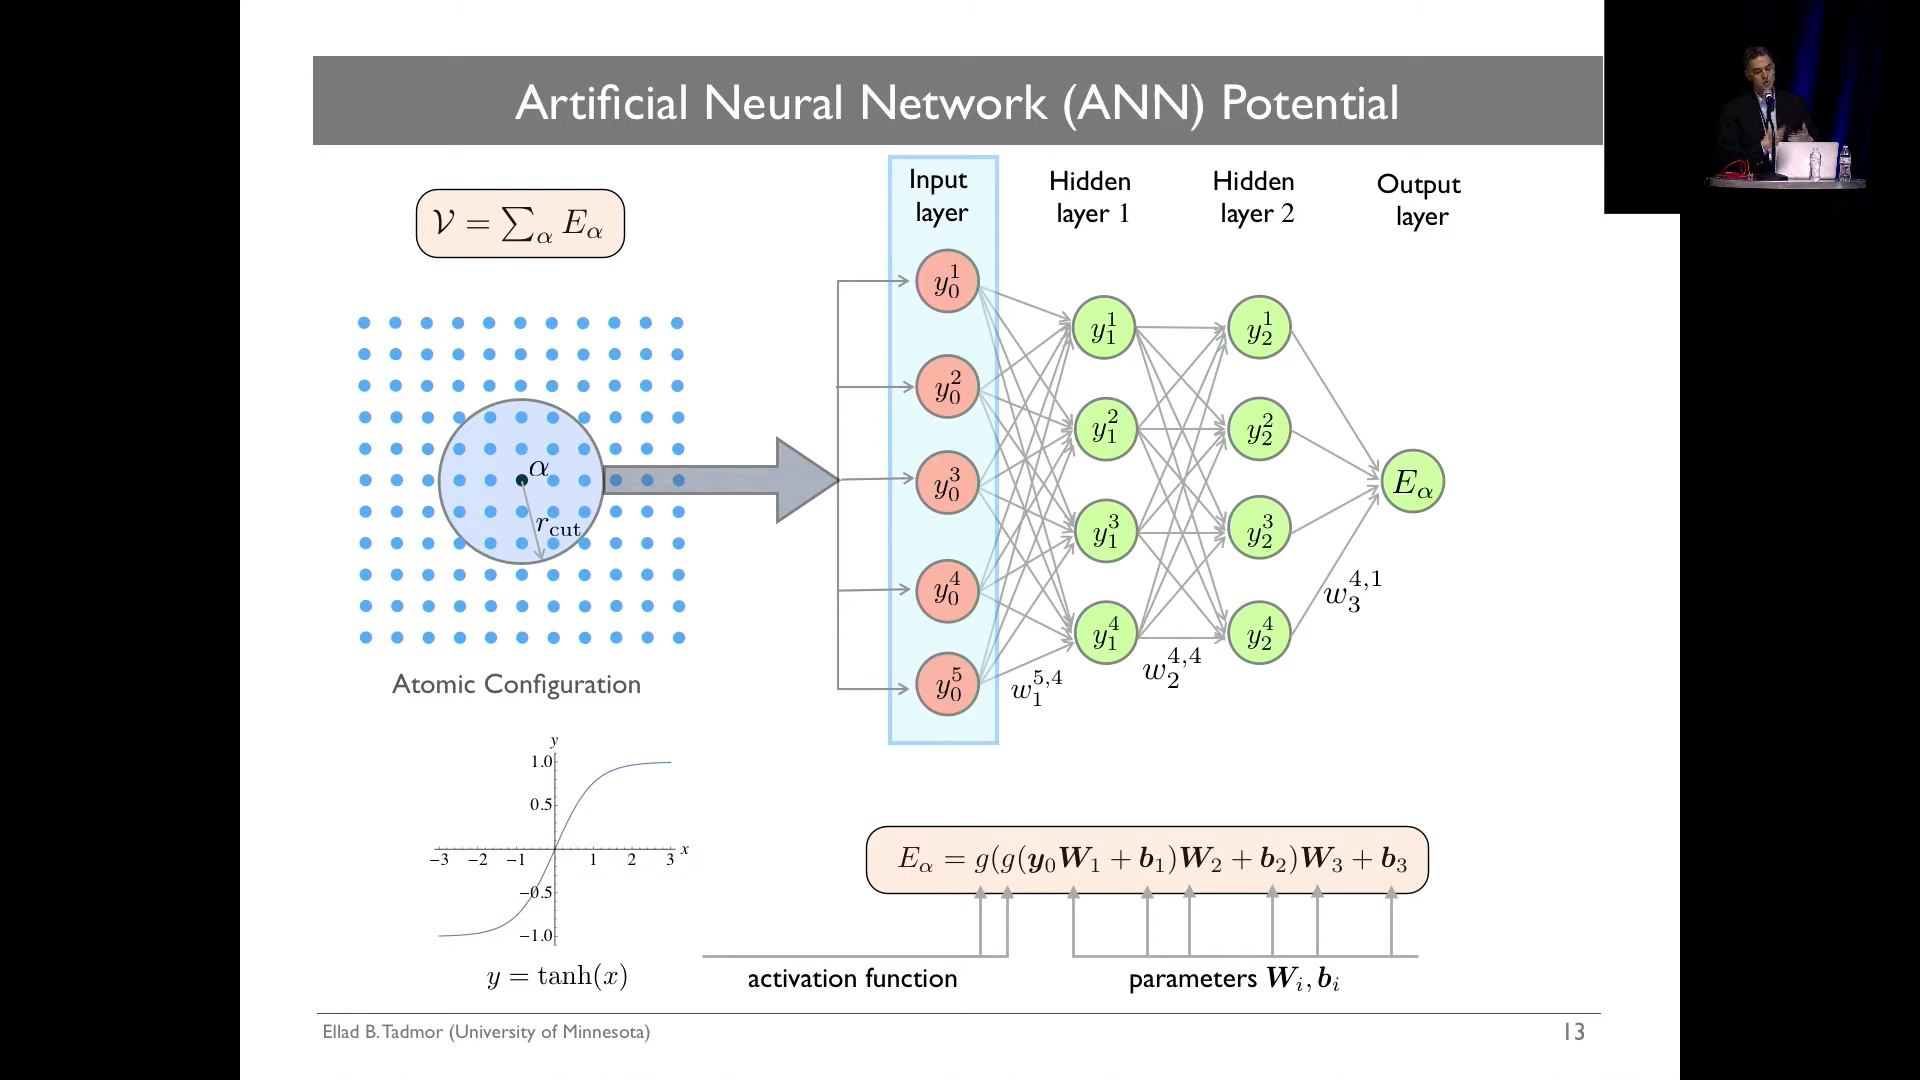 Artificial Neural Network (ANN) Potential
𝒱 = ∑_α E_α
Input
layer
Hidden
layer 1
Hidden
layer 2
Output
layer
y_0^1
y_0^2
y_0^3
y_0^4
y_0^5
y_1^1
y_1^2
y_1^3
y_1^4
y_2^1
y_2^2
y_2^3
y_2^4
E_α
w_1^{5,4}
w_2^{4,4}
w_3^{4,1}
α
r_cut
Atomic Configuration
y
1.0
0.5
−3 −2 −1 1 2 3 x
−0.5
−1.0
y = tanh(x)
E_α = g(g(y_0W_1 + b_1)W_2 + b_2)W_3 + b_3
activation function
parameters W_i, b_i
Ellad B. Tadmor (University of Minnesota)
13